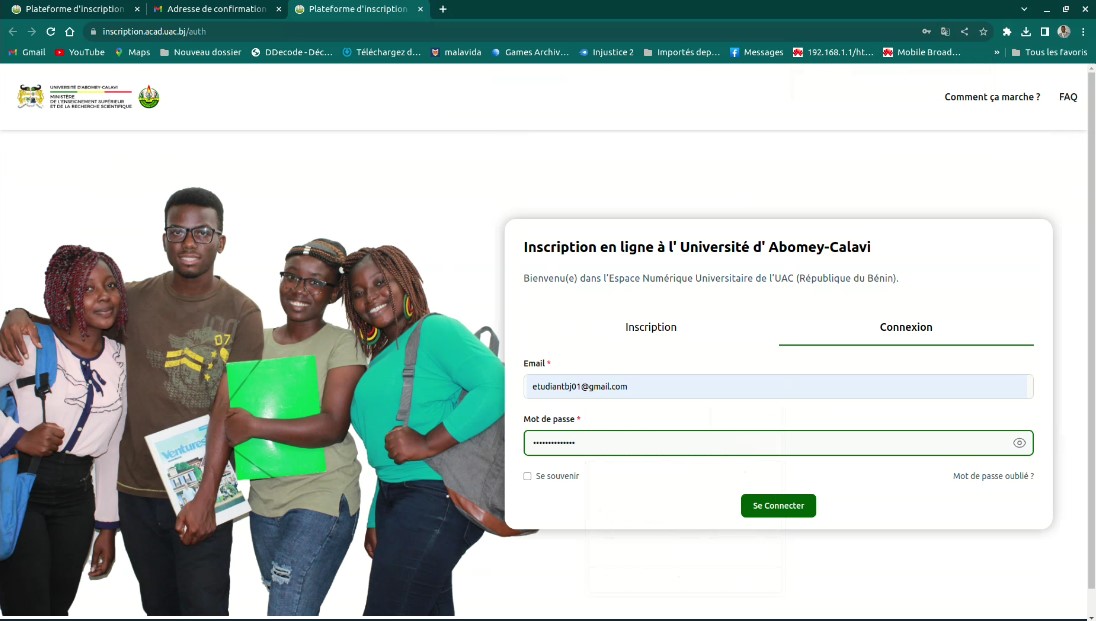 Plateforme d'inscription
Adresse de confirmation
Plateforme d'inscription
inscription.acad.uac.bj/auth
Gmail YouTube Maps Nouveau dossier DDecode - Déc... Téléchargez d... malavida Games Archiv... Injustice 2 Importés dep... Messages 192.168.1.1/ht... Mobile Broad... » Tous les favoris
UNIVERSITÉ D'ABOMEY-CALAVI
MINISTÈRE
DE L'ENSEIGNEMENT SUPÉRIEUR
ET DE LA RECHERCHE SCIENTIFIQUE
Comment ça marche ? FAQ
07
Ventures
Inscription en ligne à l' Université d' Abomey-Calavi
Bienvenu(e) dans l'Espace Numérique Universitaire de l'UAC (République du Bénin).
Inscription Connexion
Email *
etudiantbj01@gmail.com
Mot de passe *
Se souvenir Mot de passe oublié ?
Se Connecter